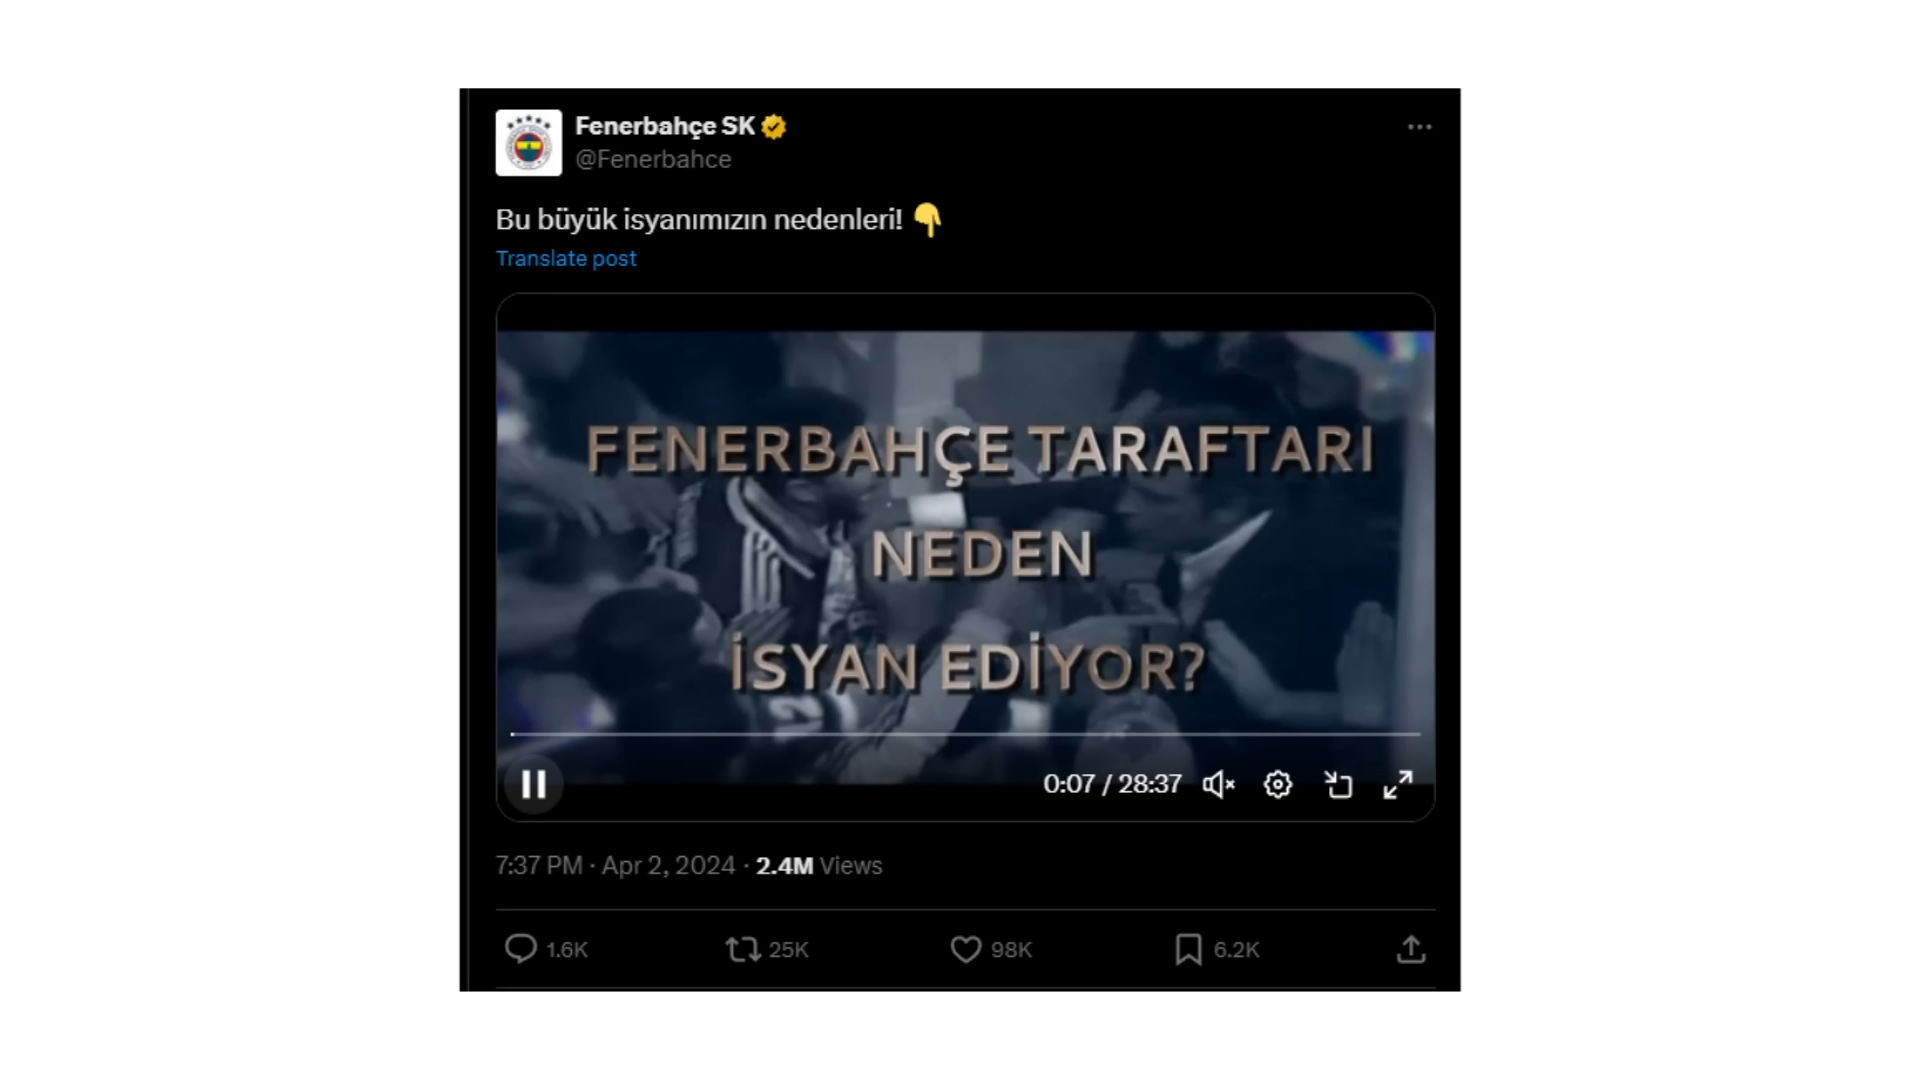 Fenerbahçe SK
@Fenerbahce
Bu büyük isyanımızın nedenleri! 👇
Translate post
FENERBAHÇE TARAFTARI
NEDEN
İSYAN EDİYOR?
0:07 / 28:37
7:37 PM · Apr 2, 2024 · 2.4M Views
1.6K 25K 98K 6.2K